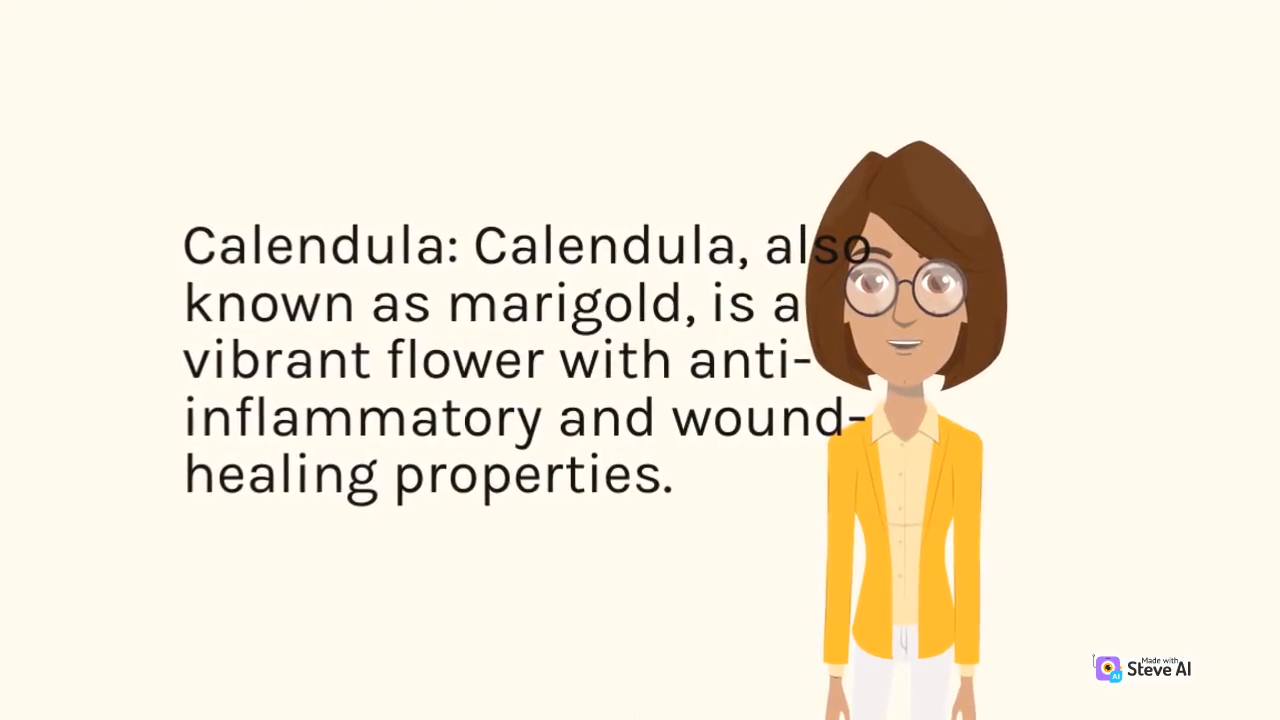 Calendula: Calendula, also
known as marigold, is a
vibrant flower with anti-
inflammatory and wound-
healing properties.
Made with
Steve AI
AI